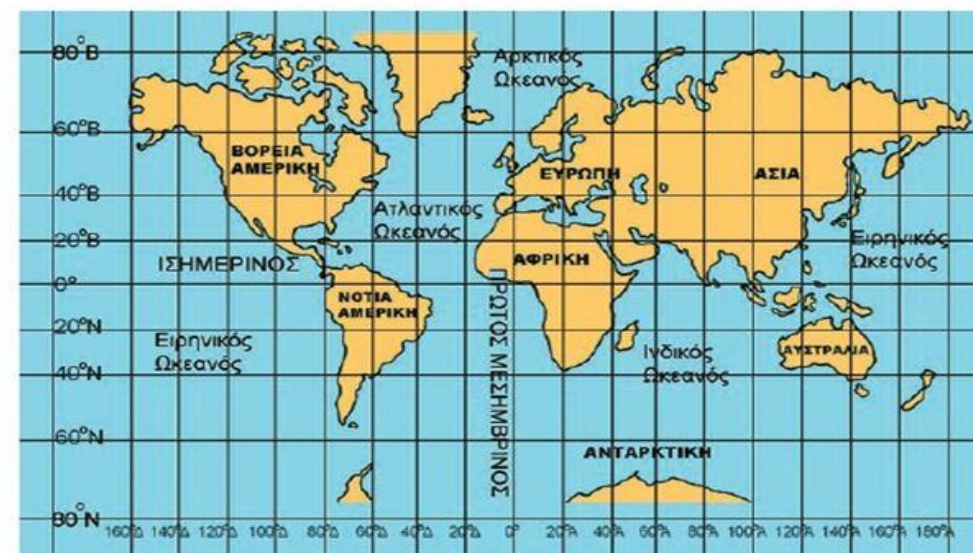 80°Β
Αρκτικός
Ωκεανός
60°Β
ΒΟΡΕΙΑ
ΑΜΕΡΙΚΗ
ΕΥΡΩΠΗ
ΑΣΙΑ
40°Β
Ατλαντικός
Ωκεανός
20°Β
Ειρηνικός
Ωκεανός
ΙΣΗΜΕΡΙΝΟΣ
ΑΦΡΙΚΗ
0°
ΝΟΤΙΑ
ΑΜΕΡΙΚΗ
ΠΡΩΤΟΣ ΜΕΣΗΜΒΡΙΝΟΣ
20°Ν
Ειρηνικός
Ωκεανός
Ινδικός
Ωκεανός
ΑΥΣΤΡΑΛΙΑ
40°Ν
60°Ν
ΑΝΤΑΡΚΤΙΚΗ
80°Ν
160°Δ 140°Δ 120°Δ 100°Δ 80°Δ 60°Δ 40°Δ 20°Δ 0° 20°Α 40°Α 60°Α 80°Α 100°Α 120°Α 140°Α 160°Α 180°Α